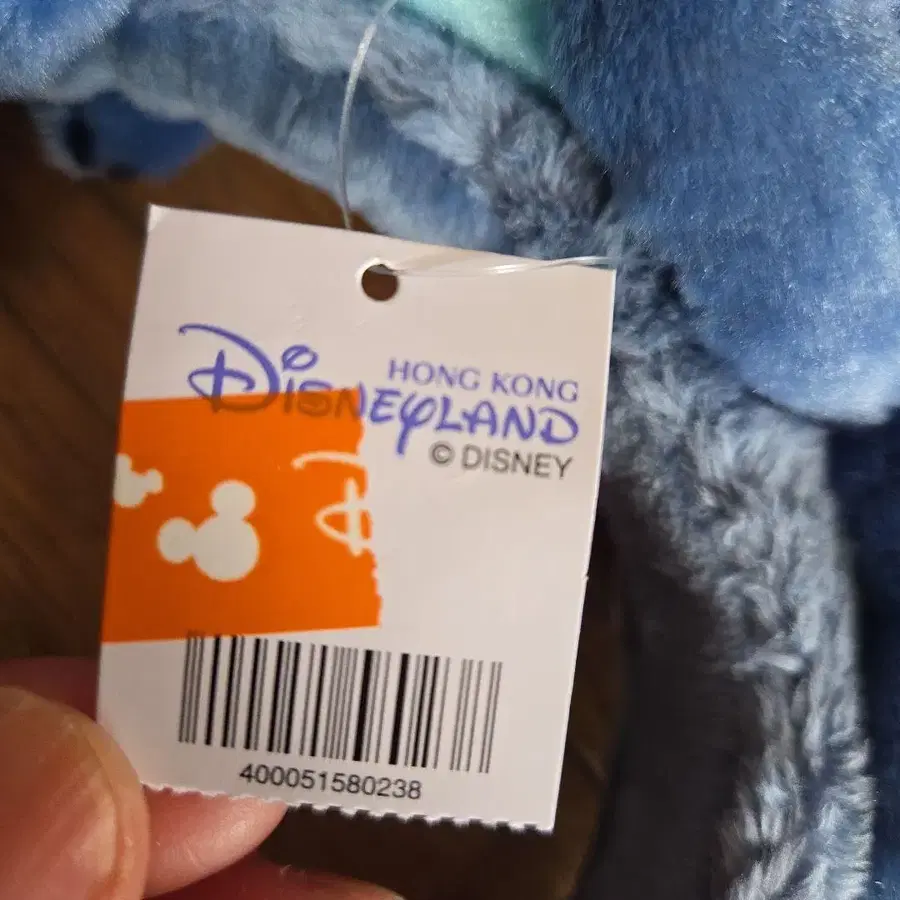 HONG KONG
DISNEYLAND
© DISNEY
400051580238